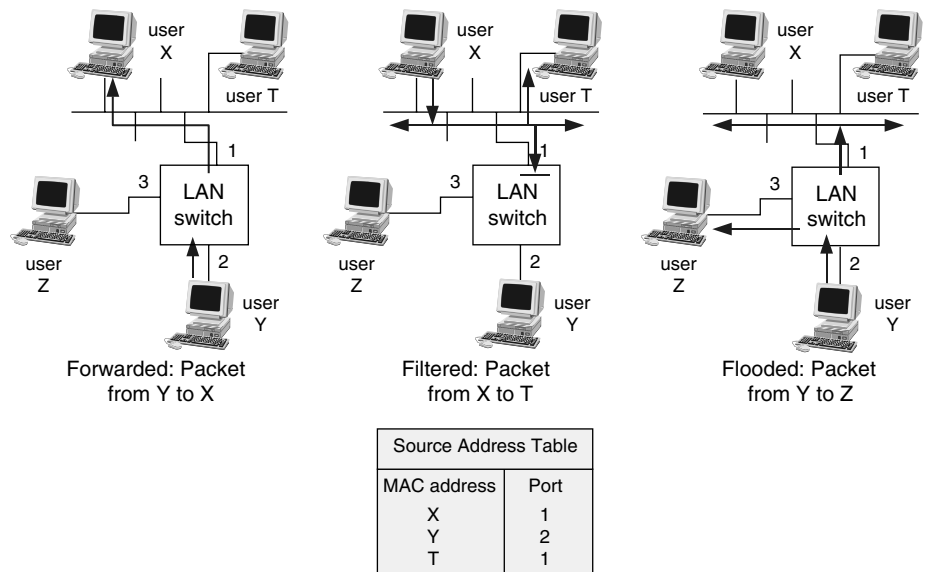 user
X
user T
1
3
LAN
switch
2
user
Z
user
Y
Forwarded: Packet
from Y to X
user
X
user T
1
3
LAN
switch
2
user
Z
user
Y
Filtered: Packet
from X to T
user
X
user T
1
3
LAN
switch
2
user
Z
user
Y
Flooded: Packet
from Y to Z
Source Address Table
MAC address Port
X 1
Y 2
T 1